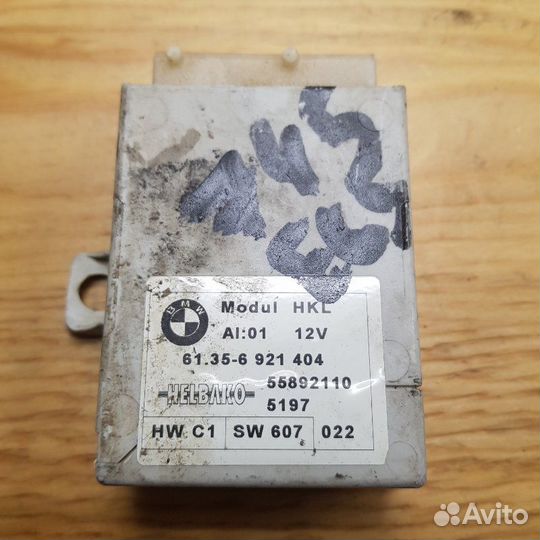 BMW
Modul HKL
AI:01 12V
61.35-6 921 404
HELBAKO
55892110
5197
HW C1 SW 607 022
Avito